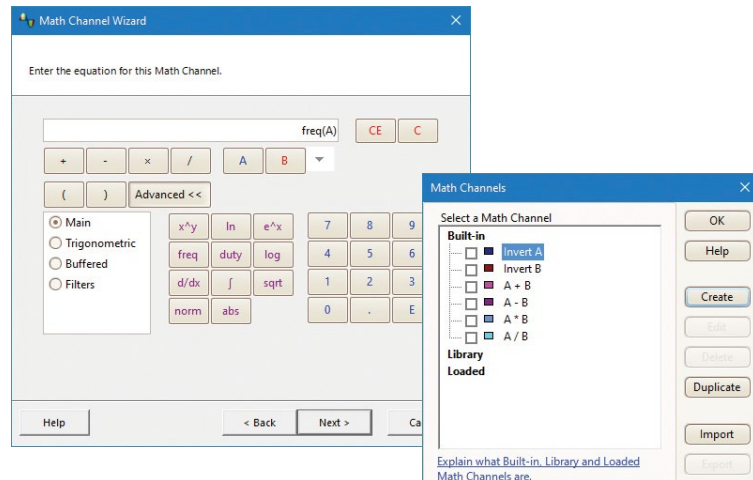 Math Channel Wizard
Enter the equation for this Math Channel.
freq(A) CE C
+ - × / A B
( ) Advanced <<
Main
Trigonometric
Buffered
Filters
x^y ln e^x 7 8 9
freq duty log 4 5 6
d/dx ∫ sqrt 1 2 3
norm abs 0 . E
Help < Back Next > Ca
Math Channels
Select a Math Channel
Built-in
Invert A
Invert B
A + B
A - B
A * B
A / B
Library
Loaded
Explain what Built-in, Library and Loaded
Math Channels are.
OK
Help
Create
Edit
Delete
Duplicate
Import
Export